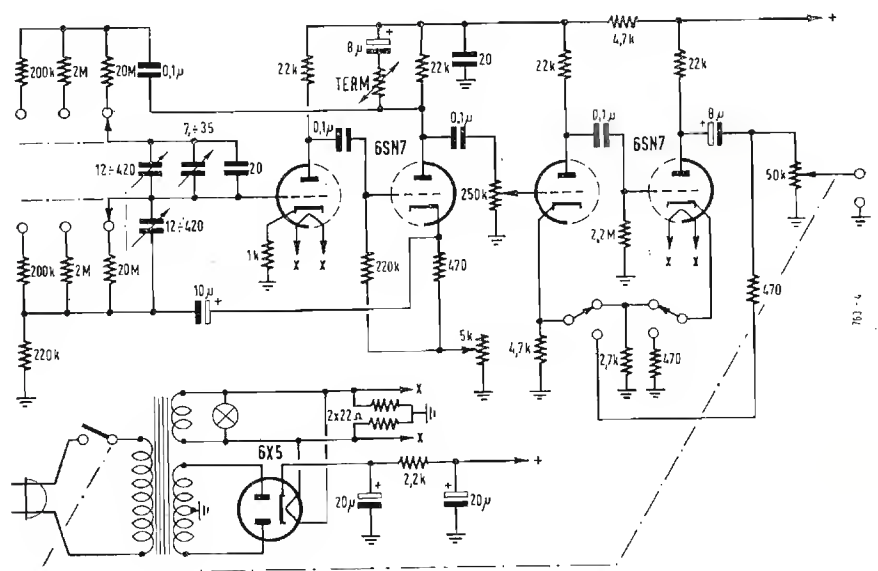 200k
2M
20M
0,1µ
22k
8µ
+
TERM
22k
20
22k
4,7k
22k
+
7,÷35
12÷420
20
0,1µ
6SN7
0,1µ
250k
0,1µ
6SN7
+
8µ
50k
12÷420
200k
2M
20M
1k
X X
220k
470
2,2M
X X
470
10µ
+
220k
5k
4,7k
2,7k
470
763-4
X
2x22 Ω
X
6X5
+
20µ
2,2k
+
20µ
+